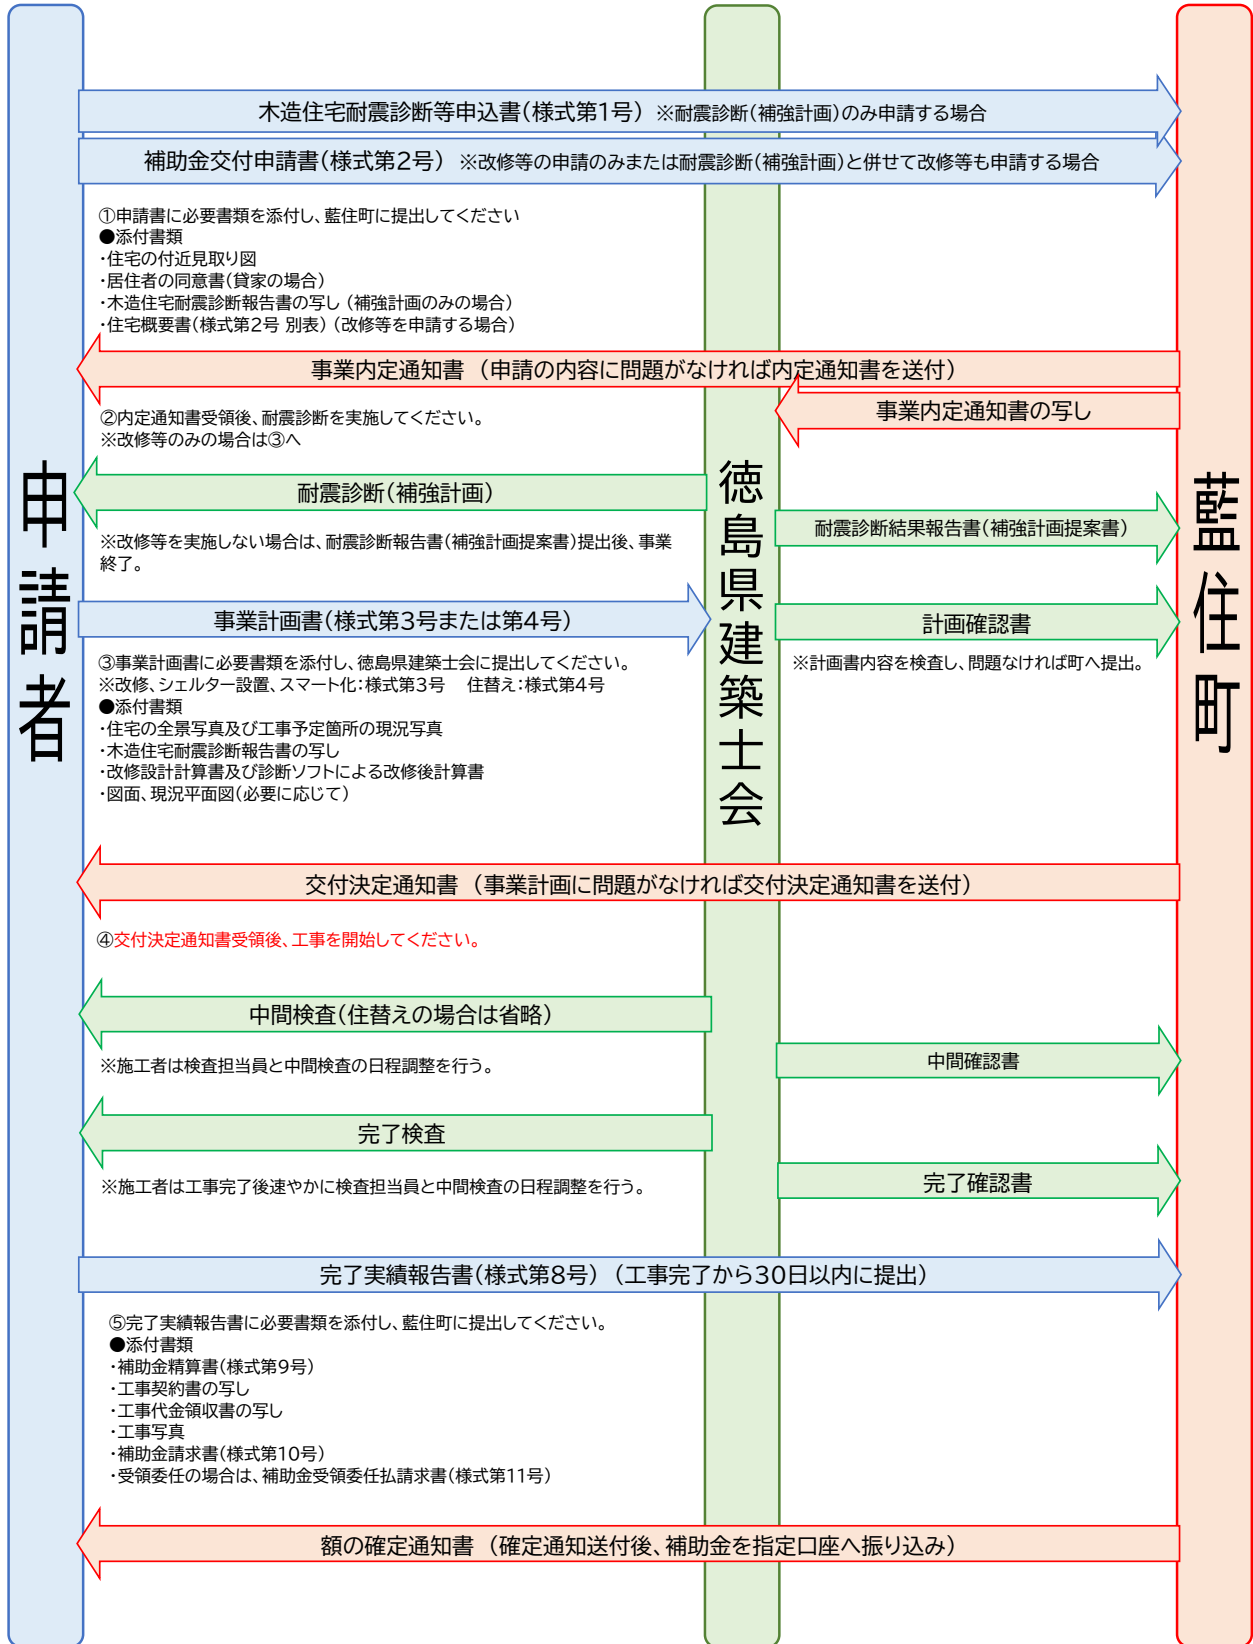 木造住宅耐震診断等申込書(様式第1号) ※耐震診断(補強計画)のみ申請する場合
補助金交付申請書(様式第2号) ※改修等の申請のみまたは耐震診断(補強計画)と併せて改修等も申請する場合
①申請書に必要書類を添付し、藍住町に提出してください
●添付書類
・住宅の付近見取り図
・居住者の同意書(貸家の場合)
・木造住宅耐震診断報告書の写し (補強計画のみの場合)
・住宅概要書(様式第2号 別表) (改修等を申請する場合)
事業内定通知書 (申請の内容に問題がなければ内定通知書を送付)
事業内定通知書の写し
②内定通知書受領後、耐震診断を実施してください。
※改修等のみの場合は③へ
申請者
徳島県建築士会
藍住町
耐震診断(補強計画)
耐震診断結果報告書(補強計画提案書)
※改修等を実施しない場合は、耐震診断報告書(補強計画提案書)提出後、事業
終了。
事業計画書(様式第3号または第4号)
計画確認書
③事業計画書に必要書類を添付し、徳島県建築士会に提出してください。
※計画書内容を検査し、問題なければ町へ提出。
※改修、シェルター設置、スマート化:様式第3号 住替え:様式第4号
●添付書類
・住宅の全景写真及び工事予定箇所の現況写真
・木造住宅耐震診断報告書の写し
・改修設計計算書及び診断ソフトによる改修後計算書
・図面、現況平面図(必要に応じて)
交付決定通知書 (事業計画に問題がなければ交付決定通知書を送付)
④交付決定通知書受領後、工事を開始してください。
中間検査(住替えの場合は省略)
※施工者は検査担当員と中間検査の日程調整を行う。
中間確認書
完了検査
※施工者は工事完了後速やかに検査担当員と中間検査の日程調整を行う。
完了確認書
完了実績報告書(様式第8号) (工事完了から30日以内に提出)
⑤完了実績報告書に必要書類を添付し、藍住町に提出してください。
●添付書類
・補助金精算書(様式第9号)
・工事契約書の写し
・工事代金領収書の写し
・工事写真
・補助金請求書(様式第10号)
・受領委任の場合は、補助金受領委任払請求書(様式第11号)
額の確定通知書 (確定通知送付後、補助金を指定口座へ振り込み)